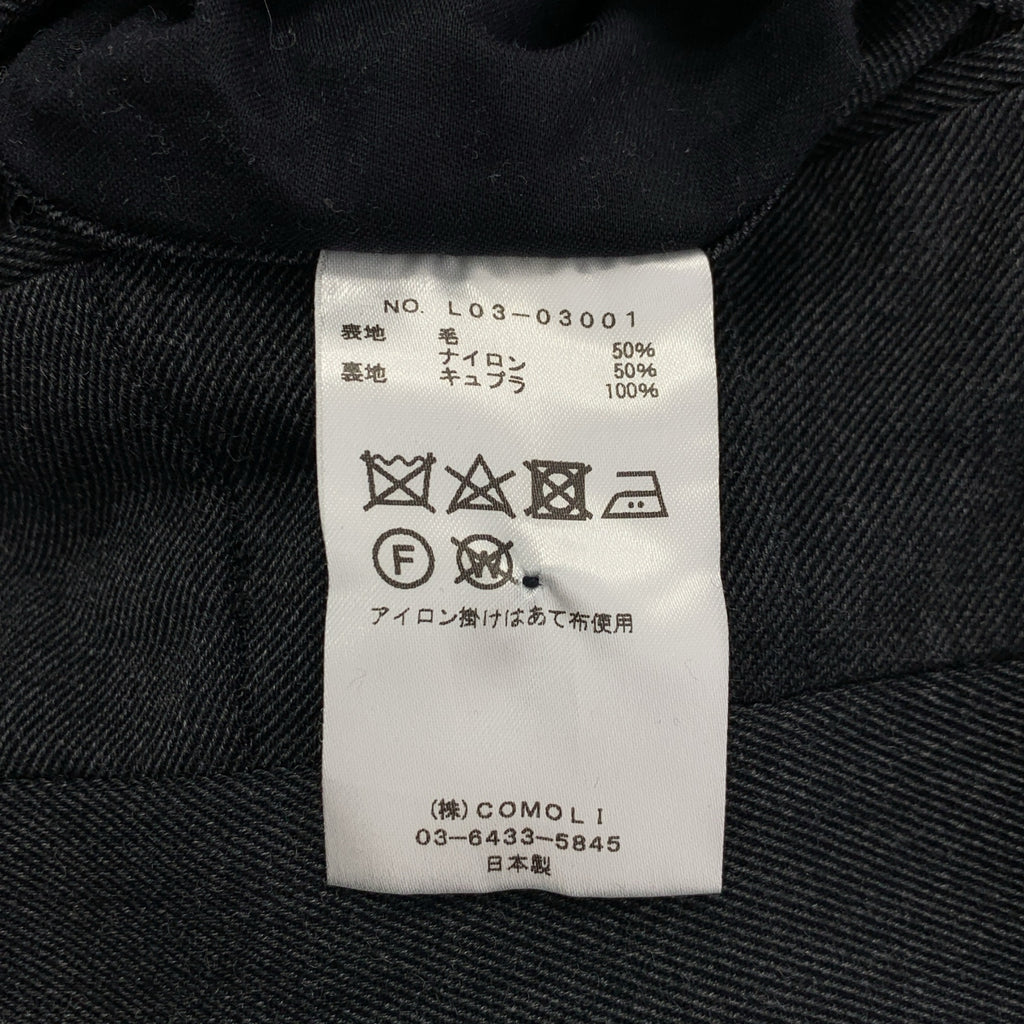 NO. L03-03001
表地 毛 50%
ナイロン 50%
裏地 キュプラ 100%
F W
アイロン掛けはあて布使用
(株)COMOLI
03-6433-5845
日本製